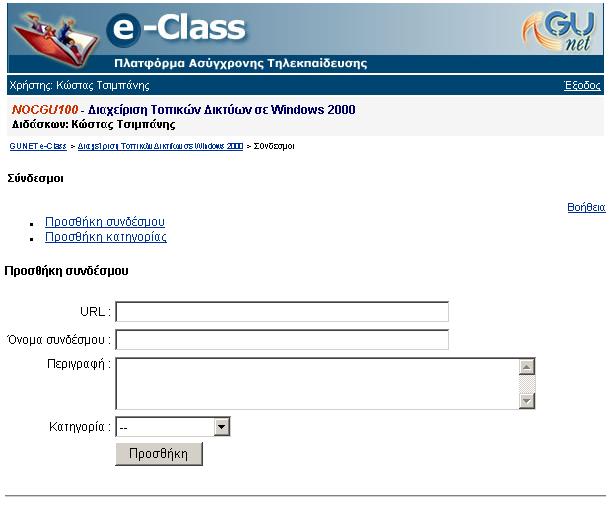 e-Class
GUnet
Πλατφόρμα Ασύγχρονης Τηλεκπαίδευσης
Χρήστης: Κώστας Τσιμπάνης Έξοδος
NOCGU100 - Διαχείριση Τοπικών Δικτύων σε Windows 2000
Διδάσκων: Κώστας Τσιμπάνης
GUNET e-Class > Διαχείριση Τοπικών Δικτύων σε Windows 2000 > Σύνδεσμοι
Σύνδεσμοι
Βοήθεια
Προσθήκη συνδέσμου
Προσθήκη κατηγορίας
Προσθήκη συνδέσμου
URL :
Όνομα συνδέσμου :
Περιγραφή :
Κατηγορία : --
Προσθήκη